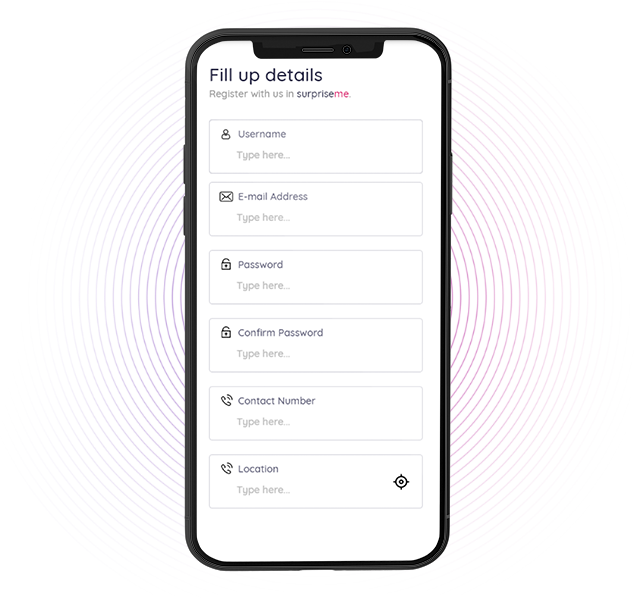 Fill up details
Register with us in surpriseme.
Username
Type here...
E-mail Address
Type here...
Password
Type here...
Confirm Password
Type here...
Contact Number
Type here...
Location
Type here...